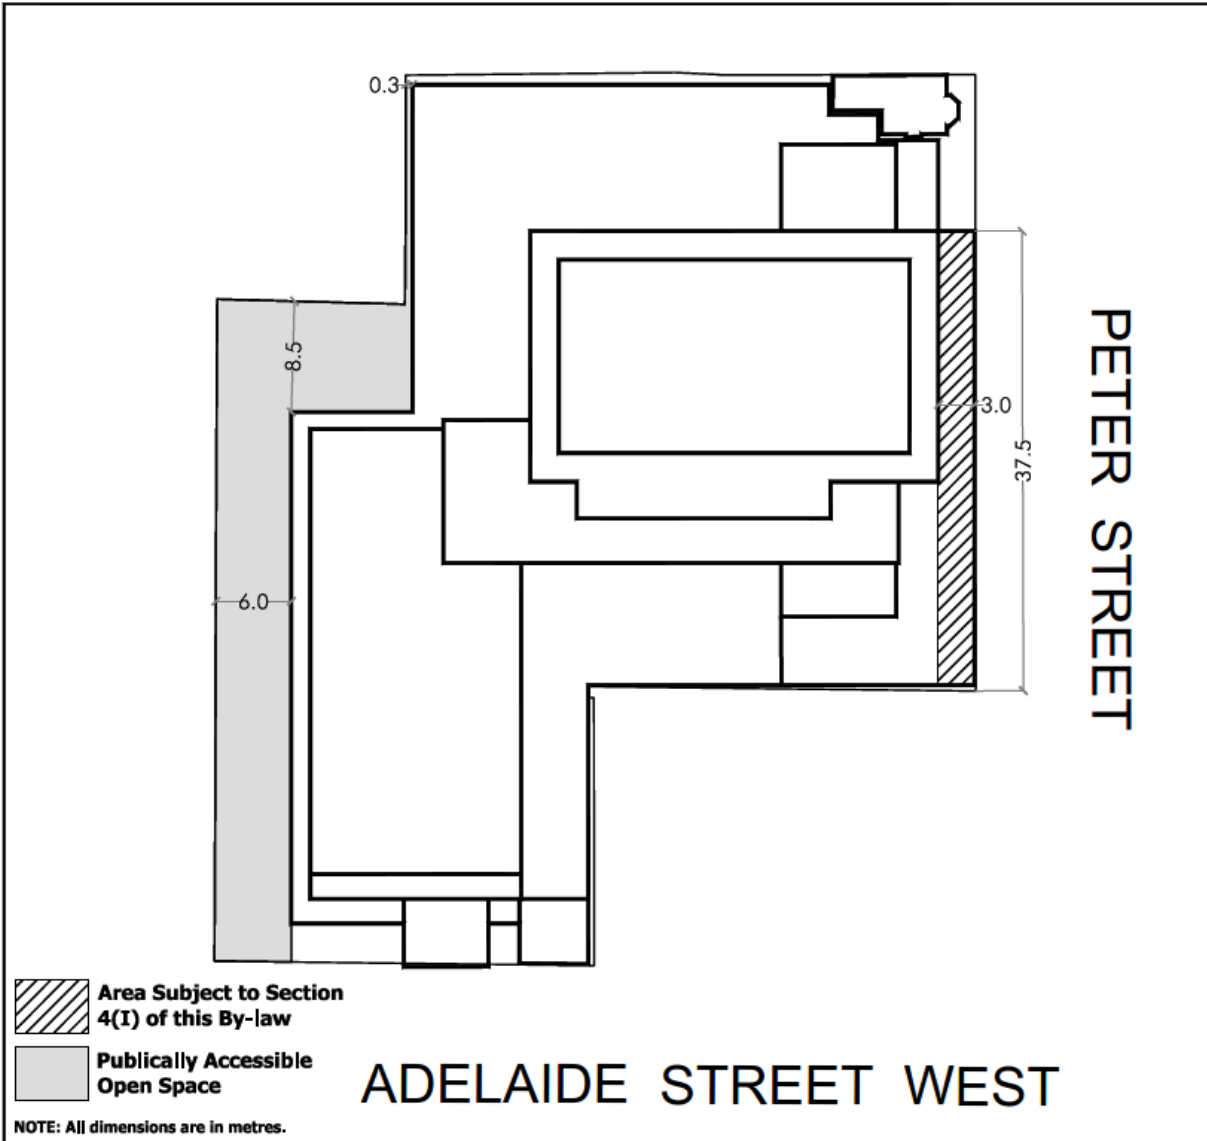 0.3
8.5
3.0
37.5
6.0
PETER STREET
Area Subject to Section
4(I) of this By-law
Publically Accessible
Open Space
ADELAIDE STREET WEST
NOTE: All dimensions are in metres.